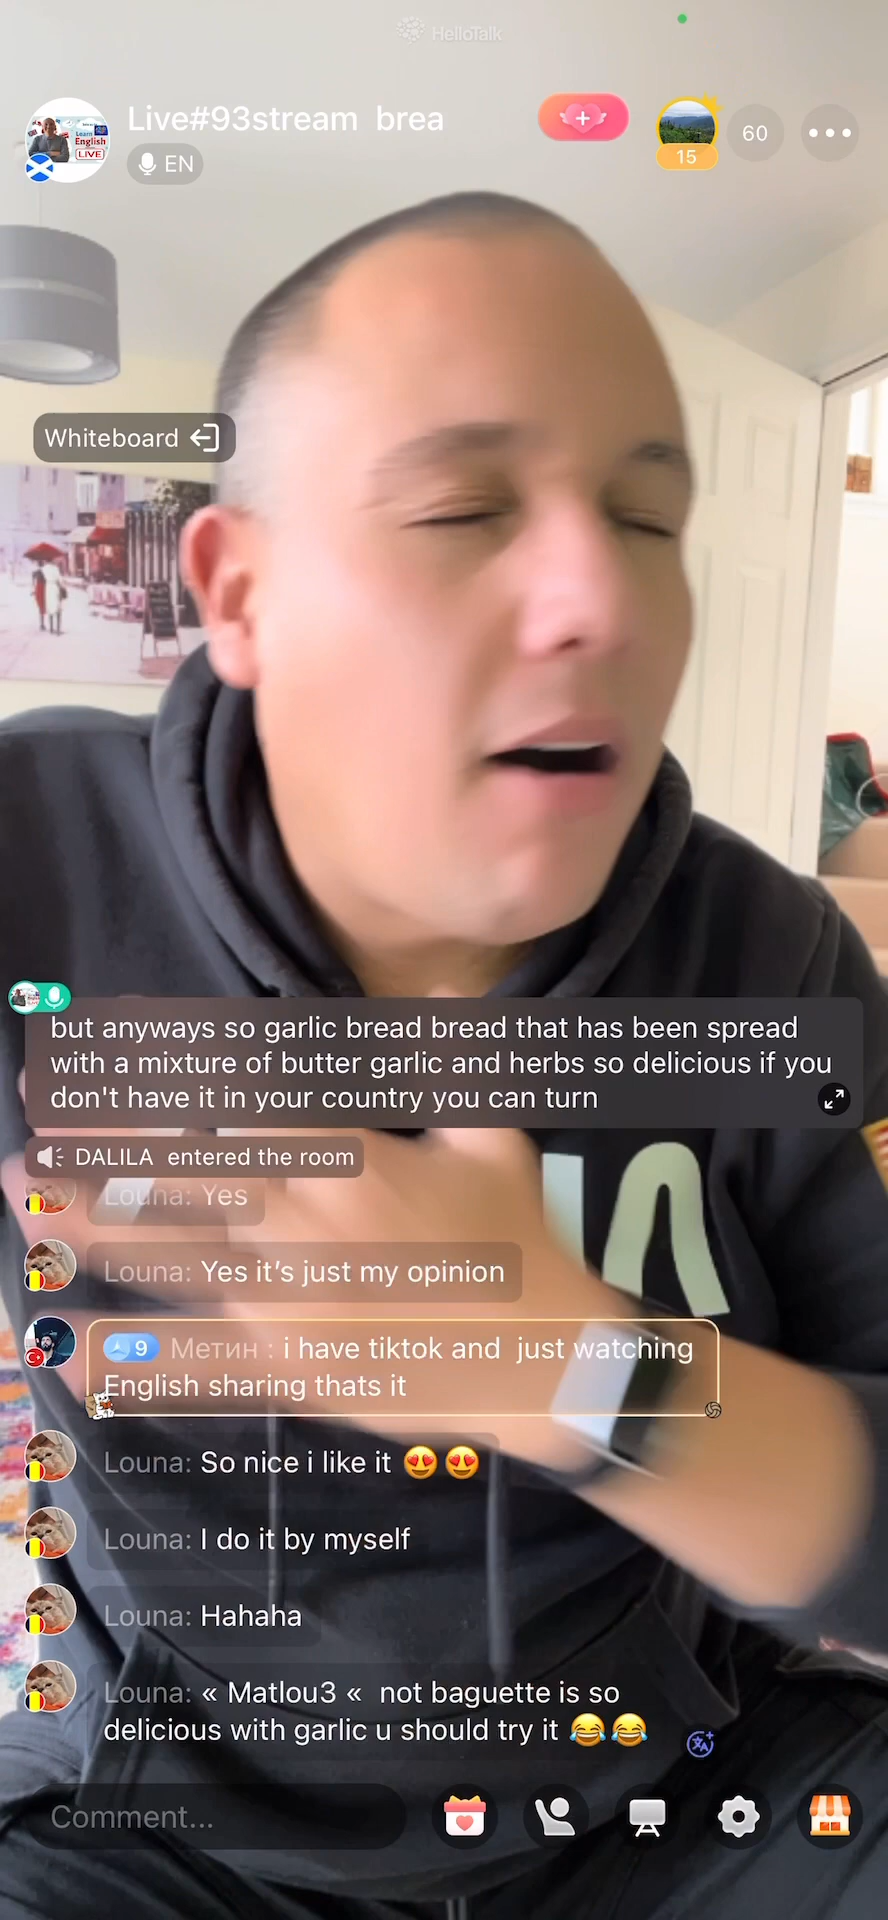 HelloTalk
Live#93stream brea
Learn
English
LIVE
EN
15
60
Whiteboard
but anyways so garlic bread bread that has been spread
with a mixture of butter garlic and herbs so delicious if you
don't have it in your country you can turn
DALILA entered the room
Louna: Yes
Louna: Yes it’s just my opinion
9 Метин : i have tiktok and just watching
English sharing thats it
Louna: So nice i like it 😍😍
Louna: I do it by myself
Louna: Hahaha
Louna: « Matlou3 « not baguette is so
delicious with garlic u should try it 😂😂
Comment...